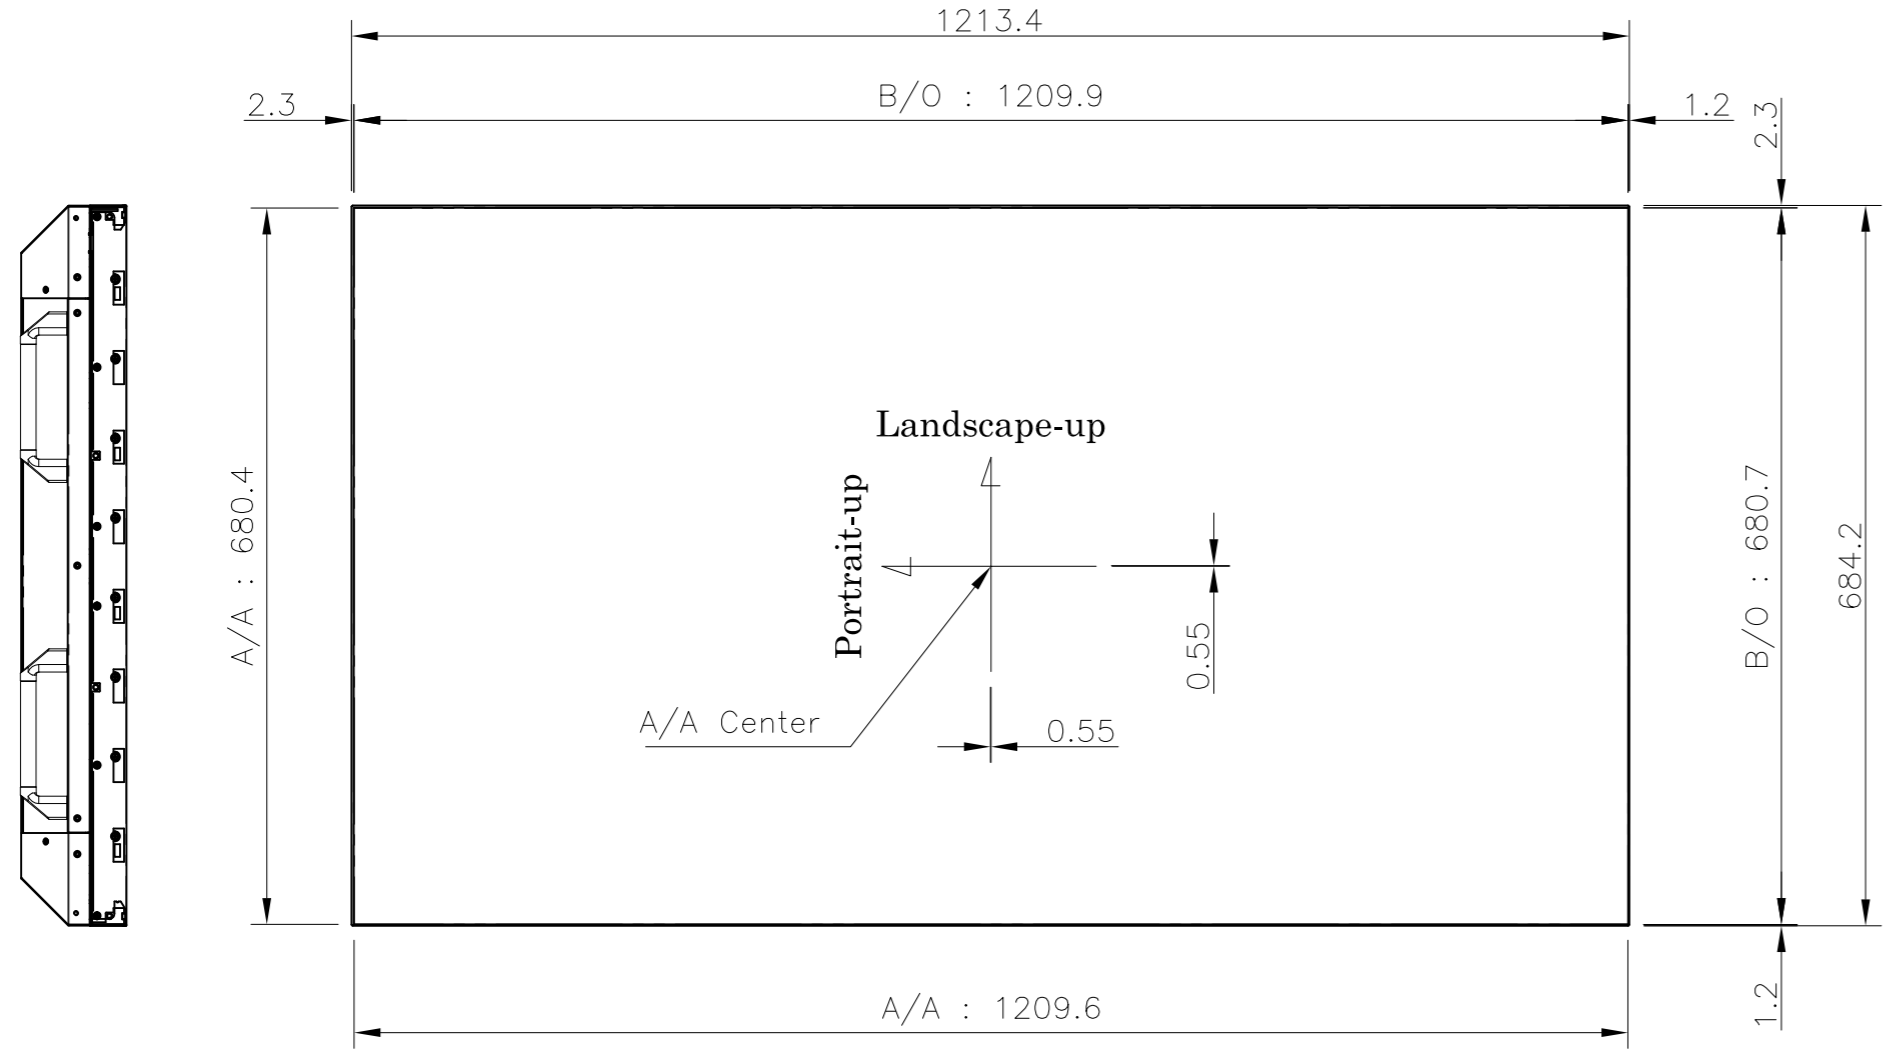 1213.4
B/O : 1209.9
2.3
1.2
2.3
Landscape-up
Portrait-up
A/A : 680.4
B/O : 680.7
684.2
0.55
A/A Center
0.55
A/A : 1209.6
1.2